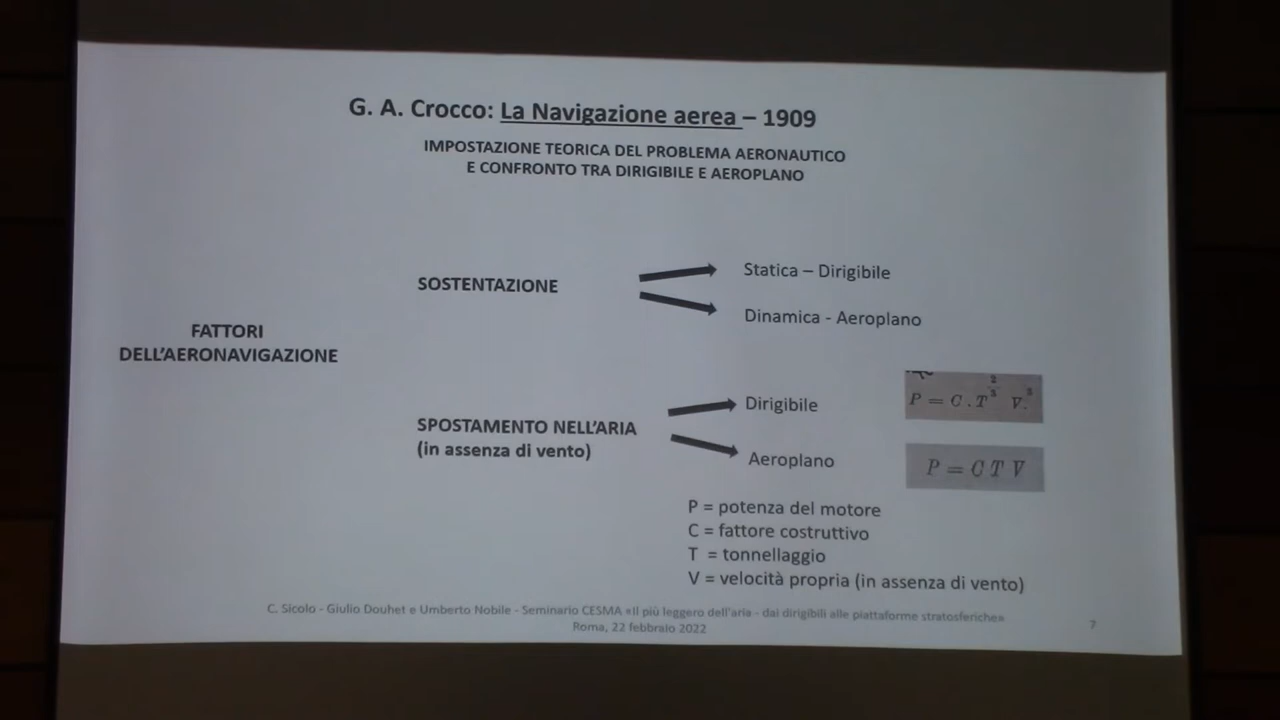 G. A. Crocco: La Navigazione aerea – 1909
IMPOSTAZIONE TEORICA DEL PROBLEMA AERONAUTICO
E CONFRONTO TRA DIRIGIBILE E AEROPLANO
SOSTENTAZIONE
Statica – Dirigibile
Dinamica - Aeroplano
FATTORI
DELL'AERONAVIGAZIONE
SPOSTAMENTO NELL'ARIA
(in assenza di vento)
Dirigibile
P = C . T^2/3 V.^3
Aeroplano
P = C T V
P = potenza del motore
C = fattore costruttivo
T = tonnellaggio
V = velocità propria (in assenza di vento)
C. Sicolo - Giulio Douhet e Umberto Nobile - Seminario CESMA «Il più leggero dell'aria - dai dirigibili alle piattaforme stratosferiche»
Roma, 22 febbraio 2022
7